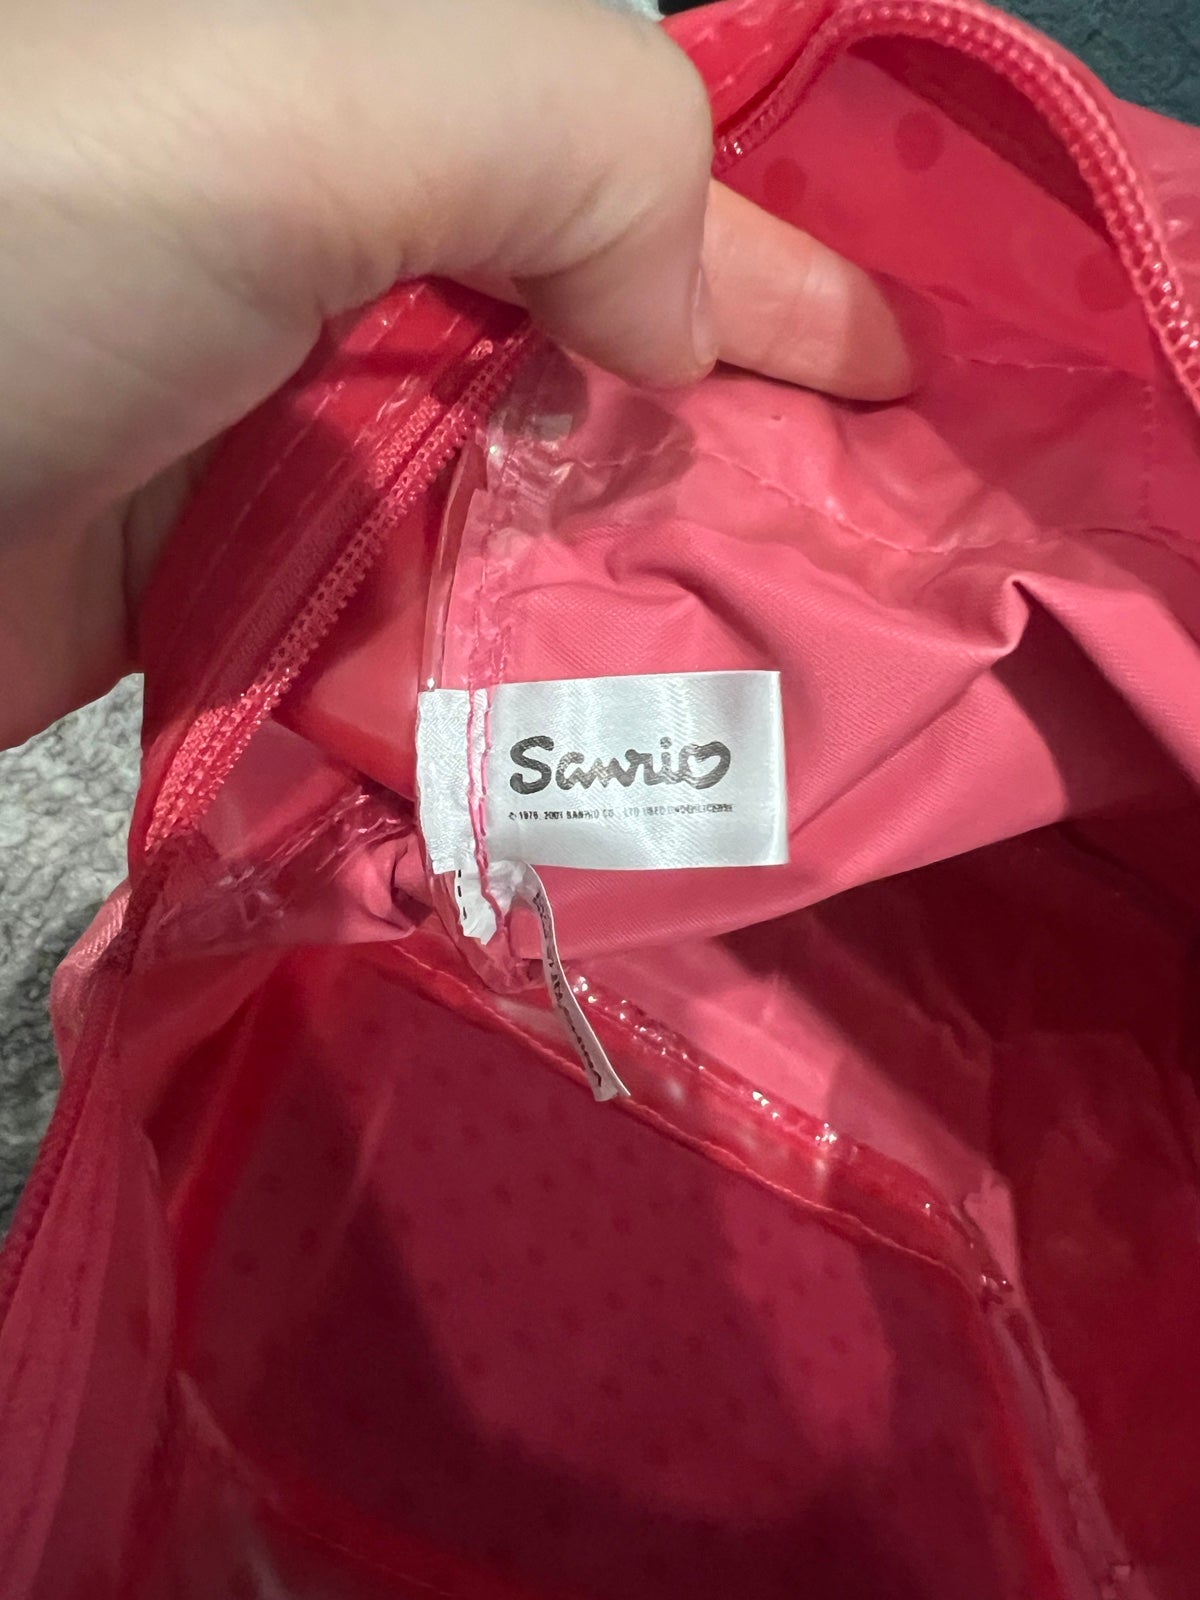 Sanrio
© 1976, 2001 SANRIO CO., LTD USED UNDER LICENSE